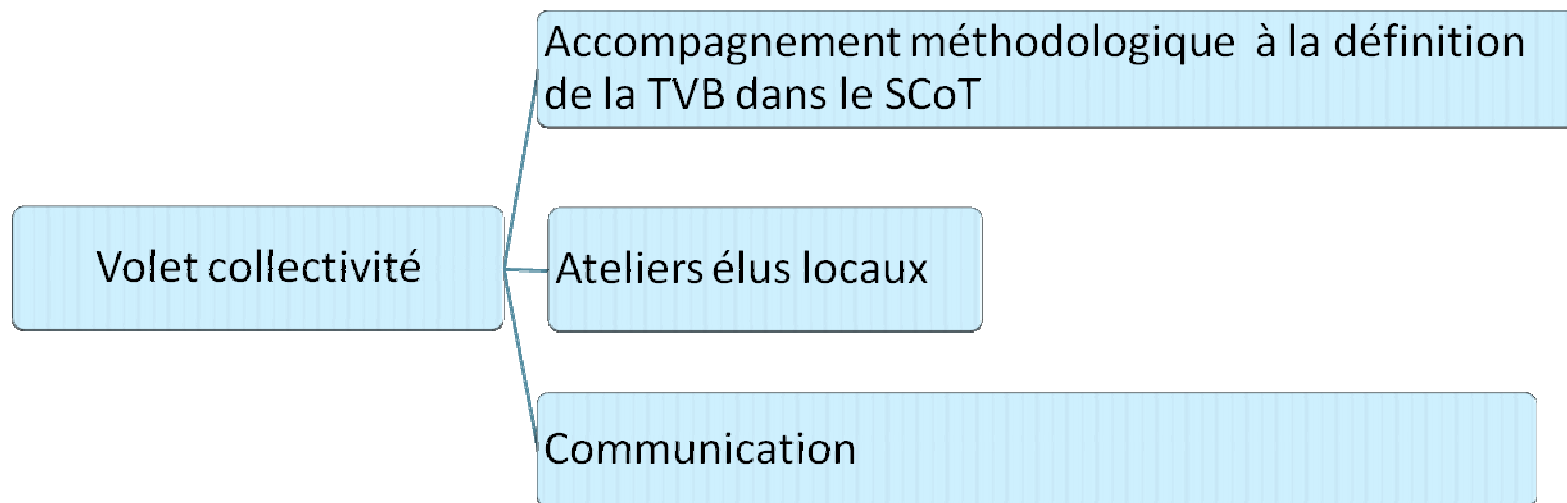 Accompagnement méthodologique à la définition
de la TVB dans le SCoT
Volet collectivité
Ateliers élus locaux
Communication